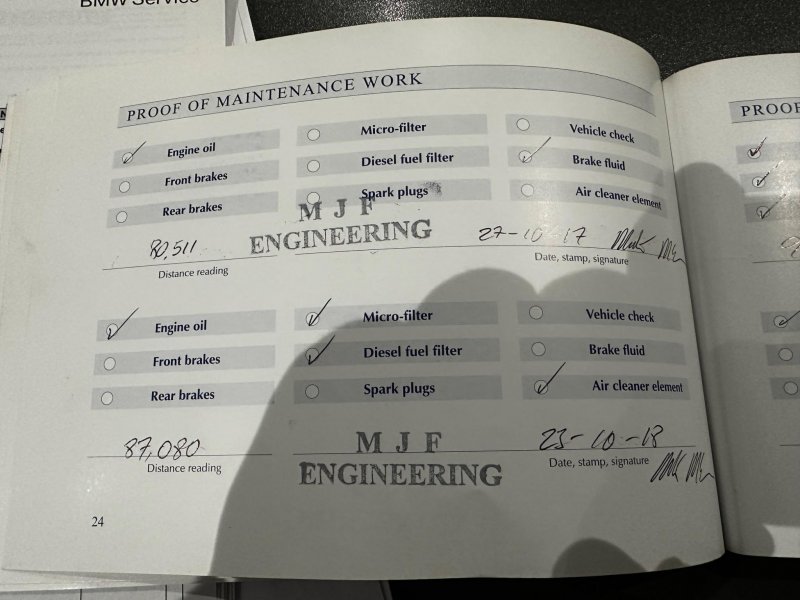 BMW Service
PROOF OF MAINTENANCE WORK
Engine oil Micro-filter Vehicle check
Front brakes Diesel fuel filter Brake fluid
Rear brakes Spark plugs Air cleaner element
M J F
ENGINEERING
80,511 27-10-17
Distance reading Date, stamp, signature
Engine oil Micro-filter Vehicle check
Front brakes Diesel fuel filter Brake fluid
Rear brakes Spark plugs Air cleaner element
M J F
ENGINEERING
87,080 23-10-18
Distance reading Date, stamp, signature
24
PROOF